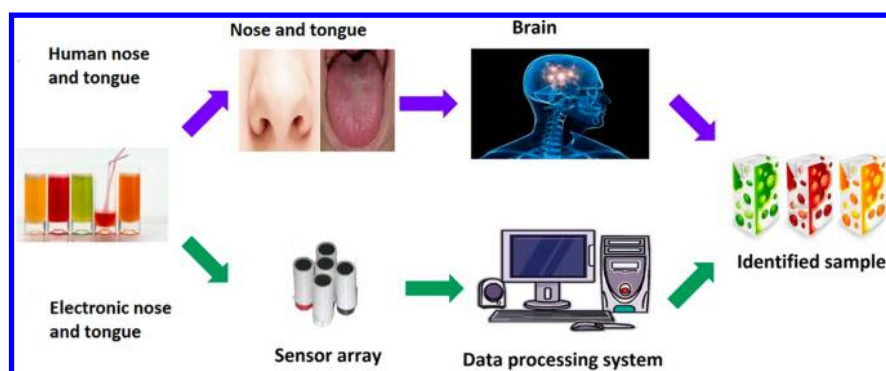 Nose and tongue
Brain
Human nose
and tongue
Identified sample
Electronic nose
and tongue
Sensor array
Data processing system